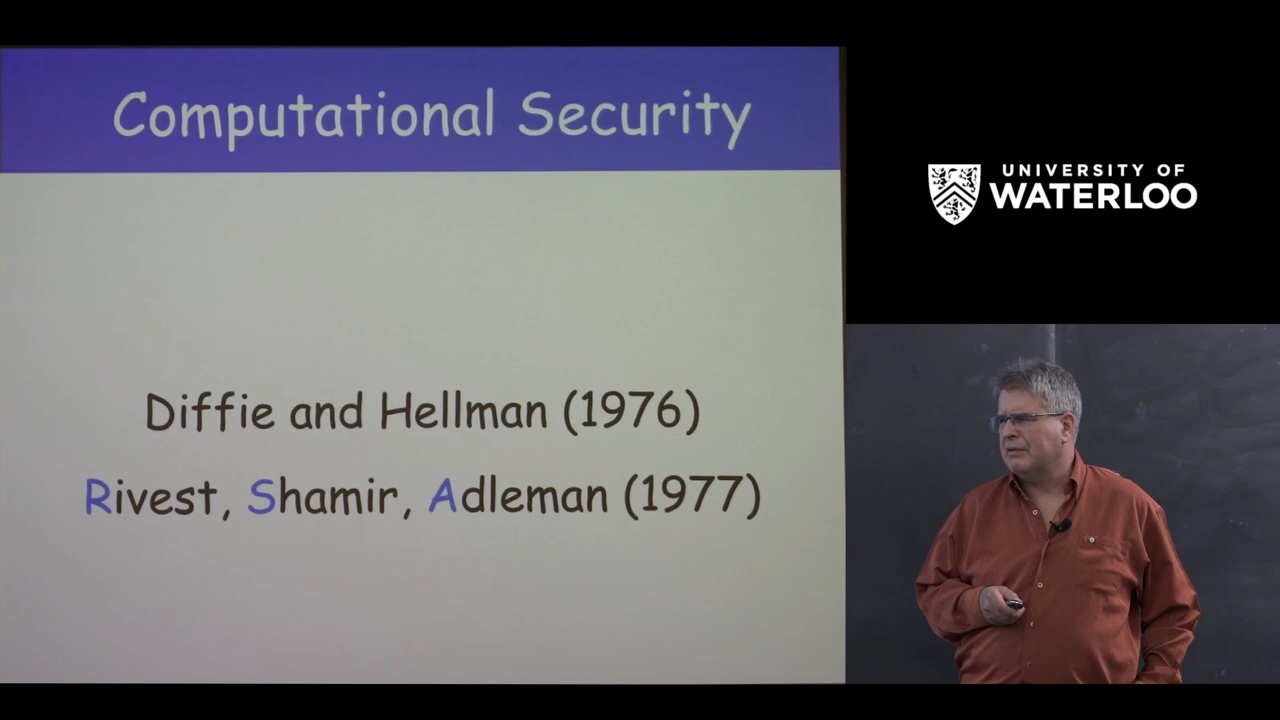 Computational Security
Diffie and Hellman (1976)
Rivest, Shamir, Adleman (1977)
UNIVERSITY OF
WATERLOO